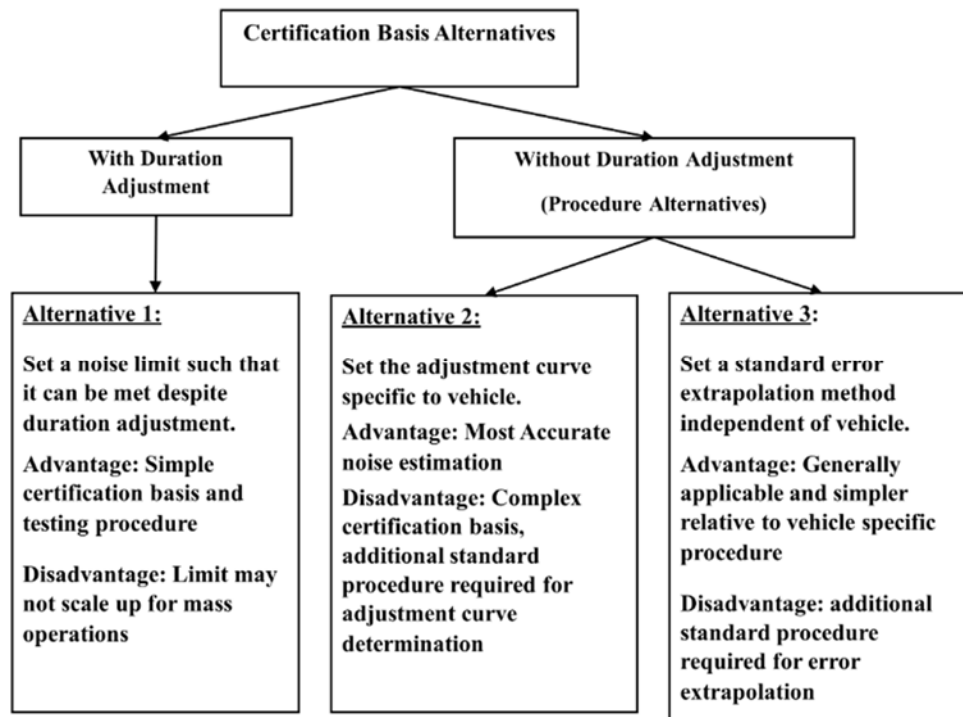 Certification Basis Alternatives
With Duration
Adjustment
Without Duration Adjustment
(Procedure Alternatives)
Alternative 1:
Set a noise limit such that
it can be met despite
duration adjustment.
Advantage: Simple
certification basis and
testing procedure
Disadvantage: Limit may
not scale up for mass
operations
Alternative 2:
Set the adjustment curve
specific to vehicle.
Advantage: Most Accurate
noise estimation
Disadvantage: Complex
certification basis,
additional standard
procedure required for
adjustment curve
determination
Alternative 3:
Set a standard error
extrapolation method
independent of vehicle.
Advantage: Generally
applicable and simpler
relative to vehicle specific
procedure
Disadvantage: additional
standard procedure
required for error
extrapolation